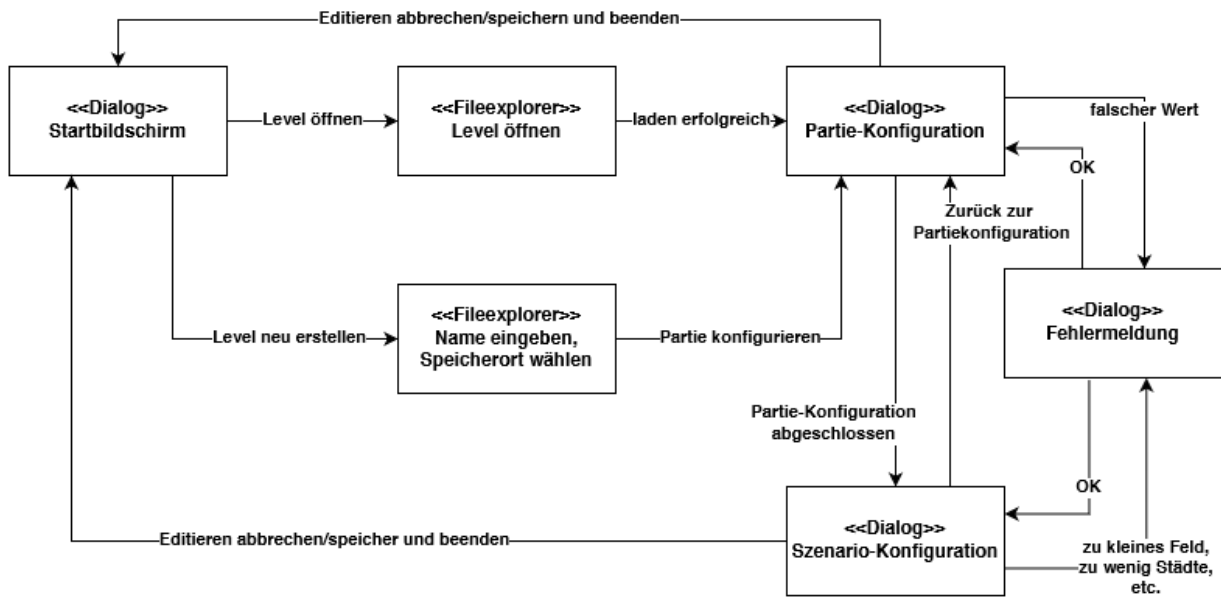 Editieren abbrechen/speichern und beenden
<<Dialog>>
Startbildschirm
Level öffnen
<<Fileexplorer>>
Level öffnen
laden erfolgreich
<<Dialog>>
Partie-Konfiguration
falscher Wert
OK
Zurück zur
Partiekonfiguration
<<Dialog>>
Fehlermeldung
Level neu erstellen
<<Fileexplorer>>
Name eingeben,
Speicherort wählen
Partie konfigurieren
Partie-Konfiguration
abgeschlossen
OK
Editieren abbrechen/speicher und beenden
<<Dialog>>
Szenario-Konfiguration
zu kleines Feld,
zu wenig Städte,
etc.